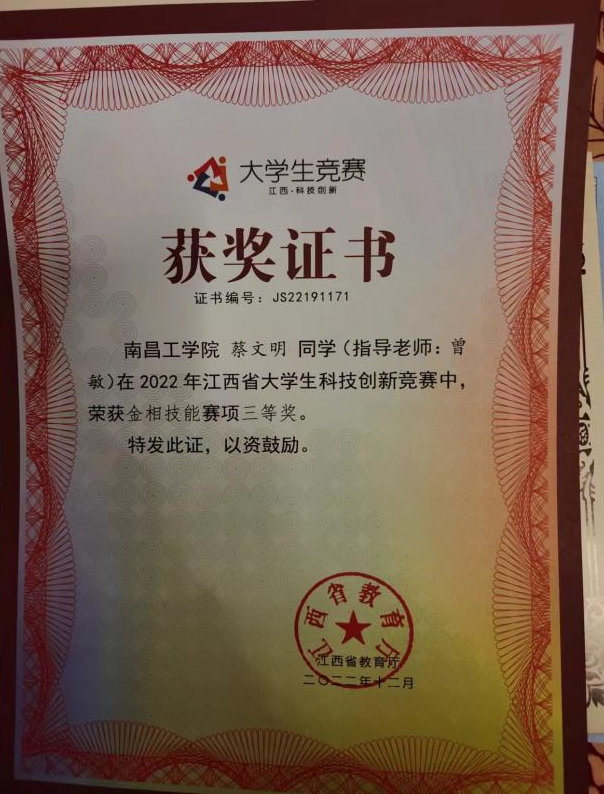 大学生竞赛
江西·科技创新
获奖证书
证书编号：JS22191171
南昌工学院 蔡文明 同学（指导老师：曾
敏）在 2022 年江西省大学生科技创新竞赛中，
荣获金相技能赛项三等奖。
特发此证，以资鼓励。
江西省教育厅
江西省教育厅
二〇二二年十二月